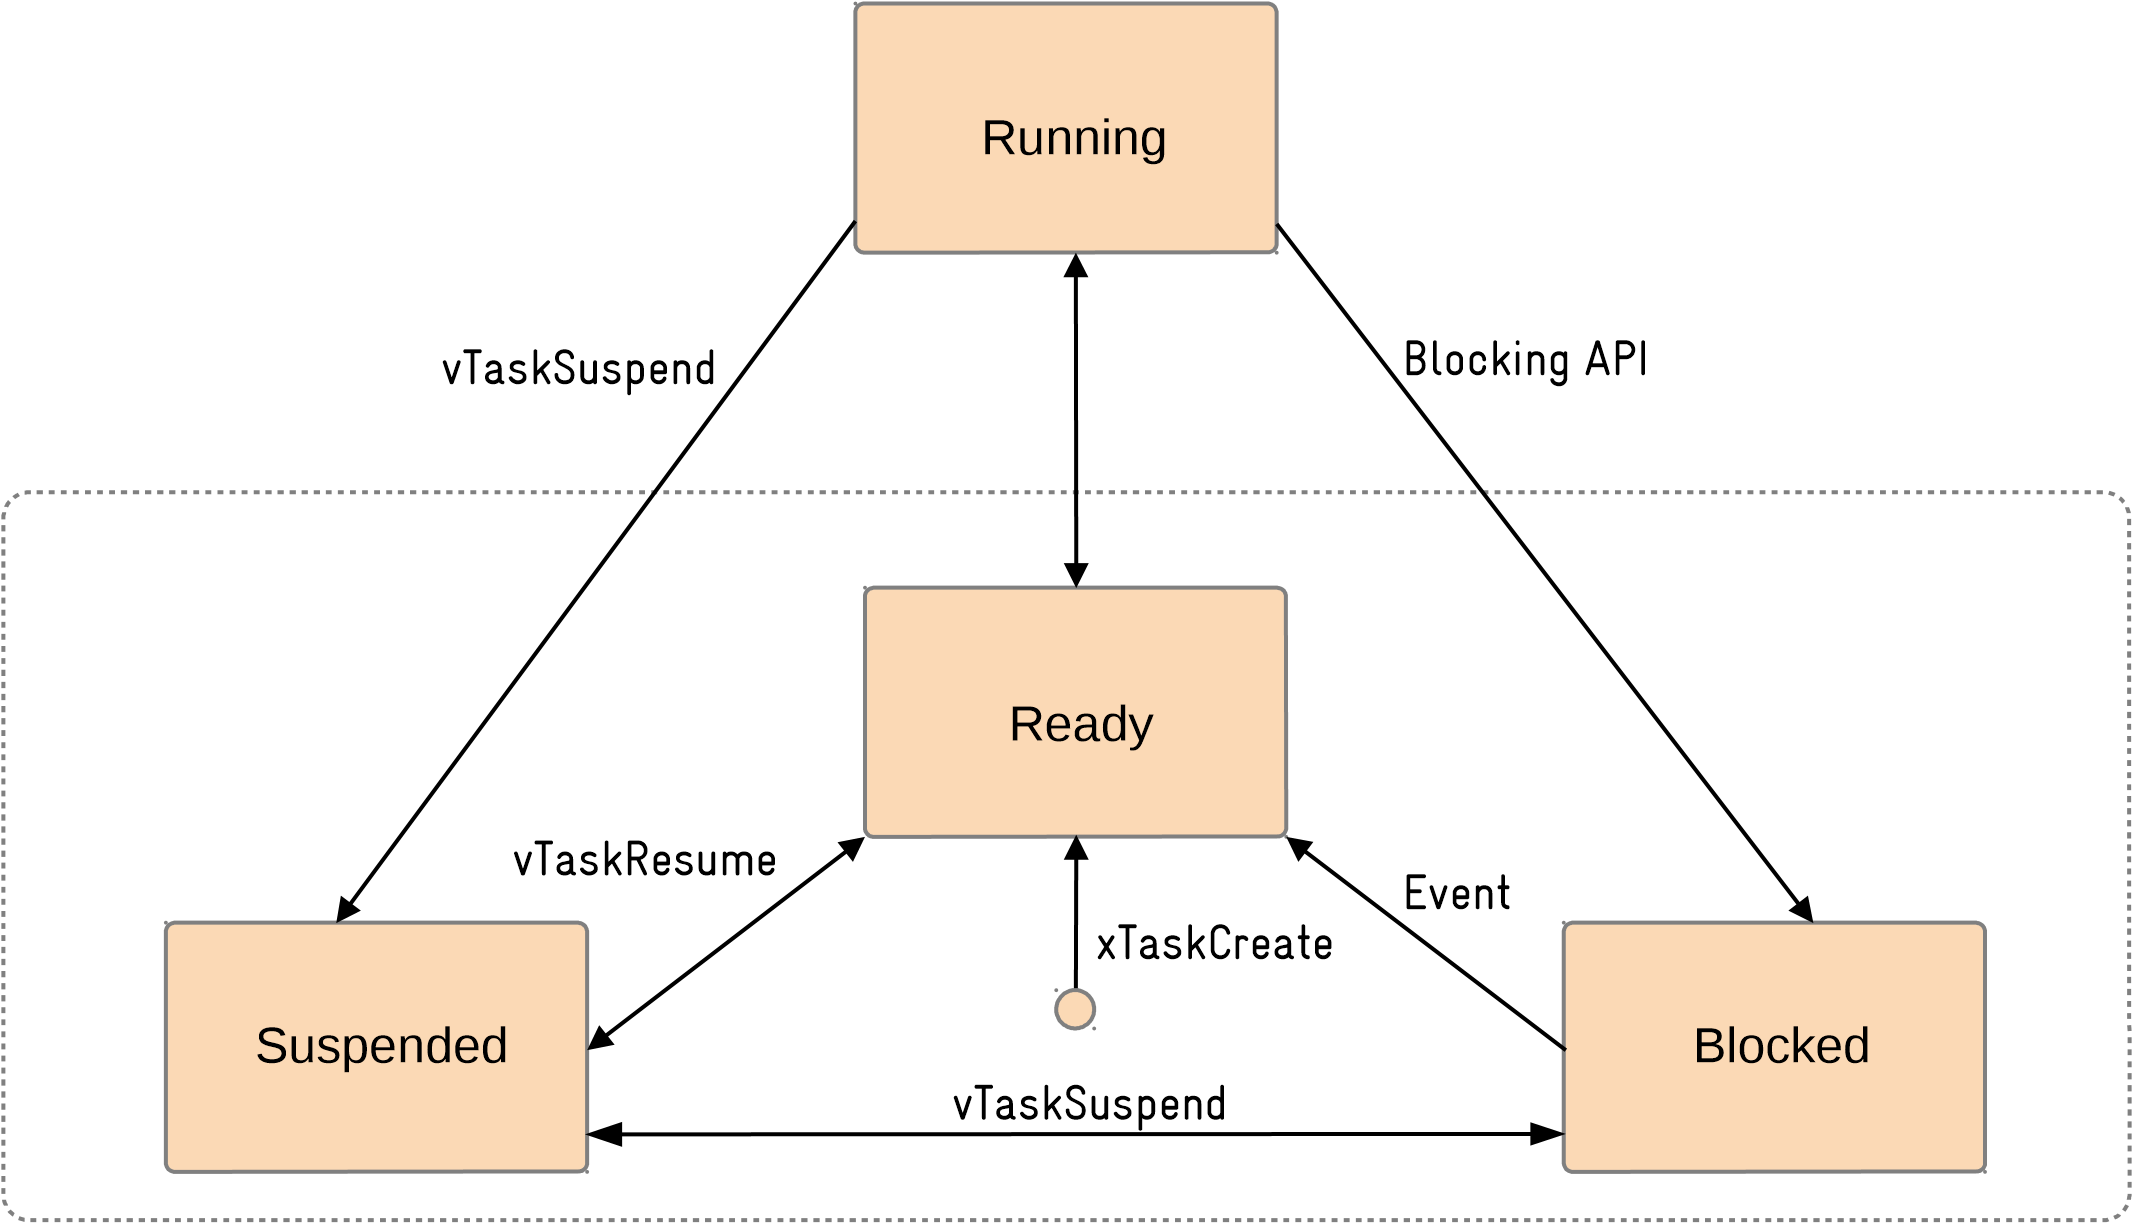 Running
vTaskSuspend
Blocking API
Ready
vTaskResume
Event
xTaskCreate
Suspended
Blocked
vTaskSuspend